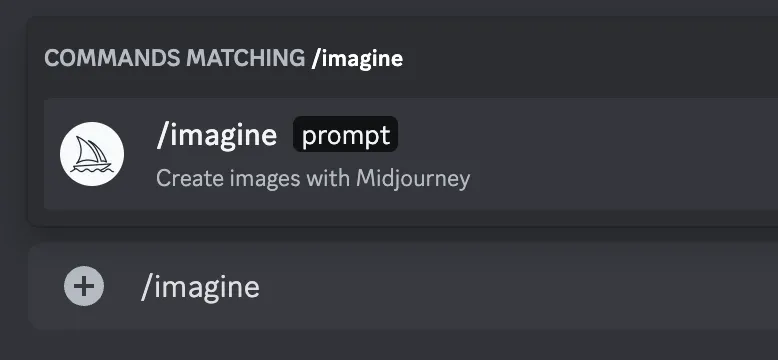 COMMANDS MATCHING /imagine
/imagine prompt
Create images with Midjourney
/imagine